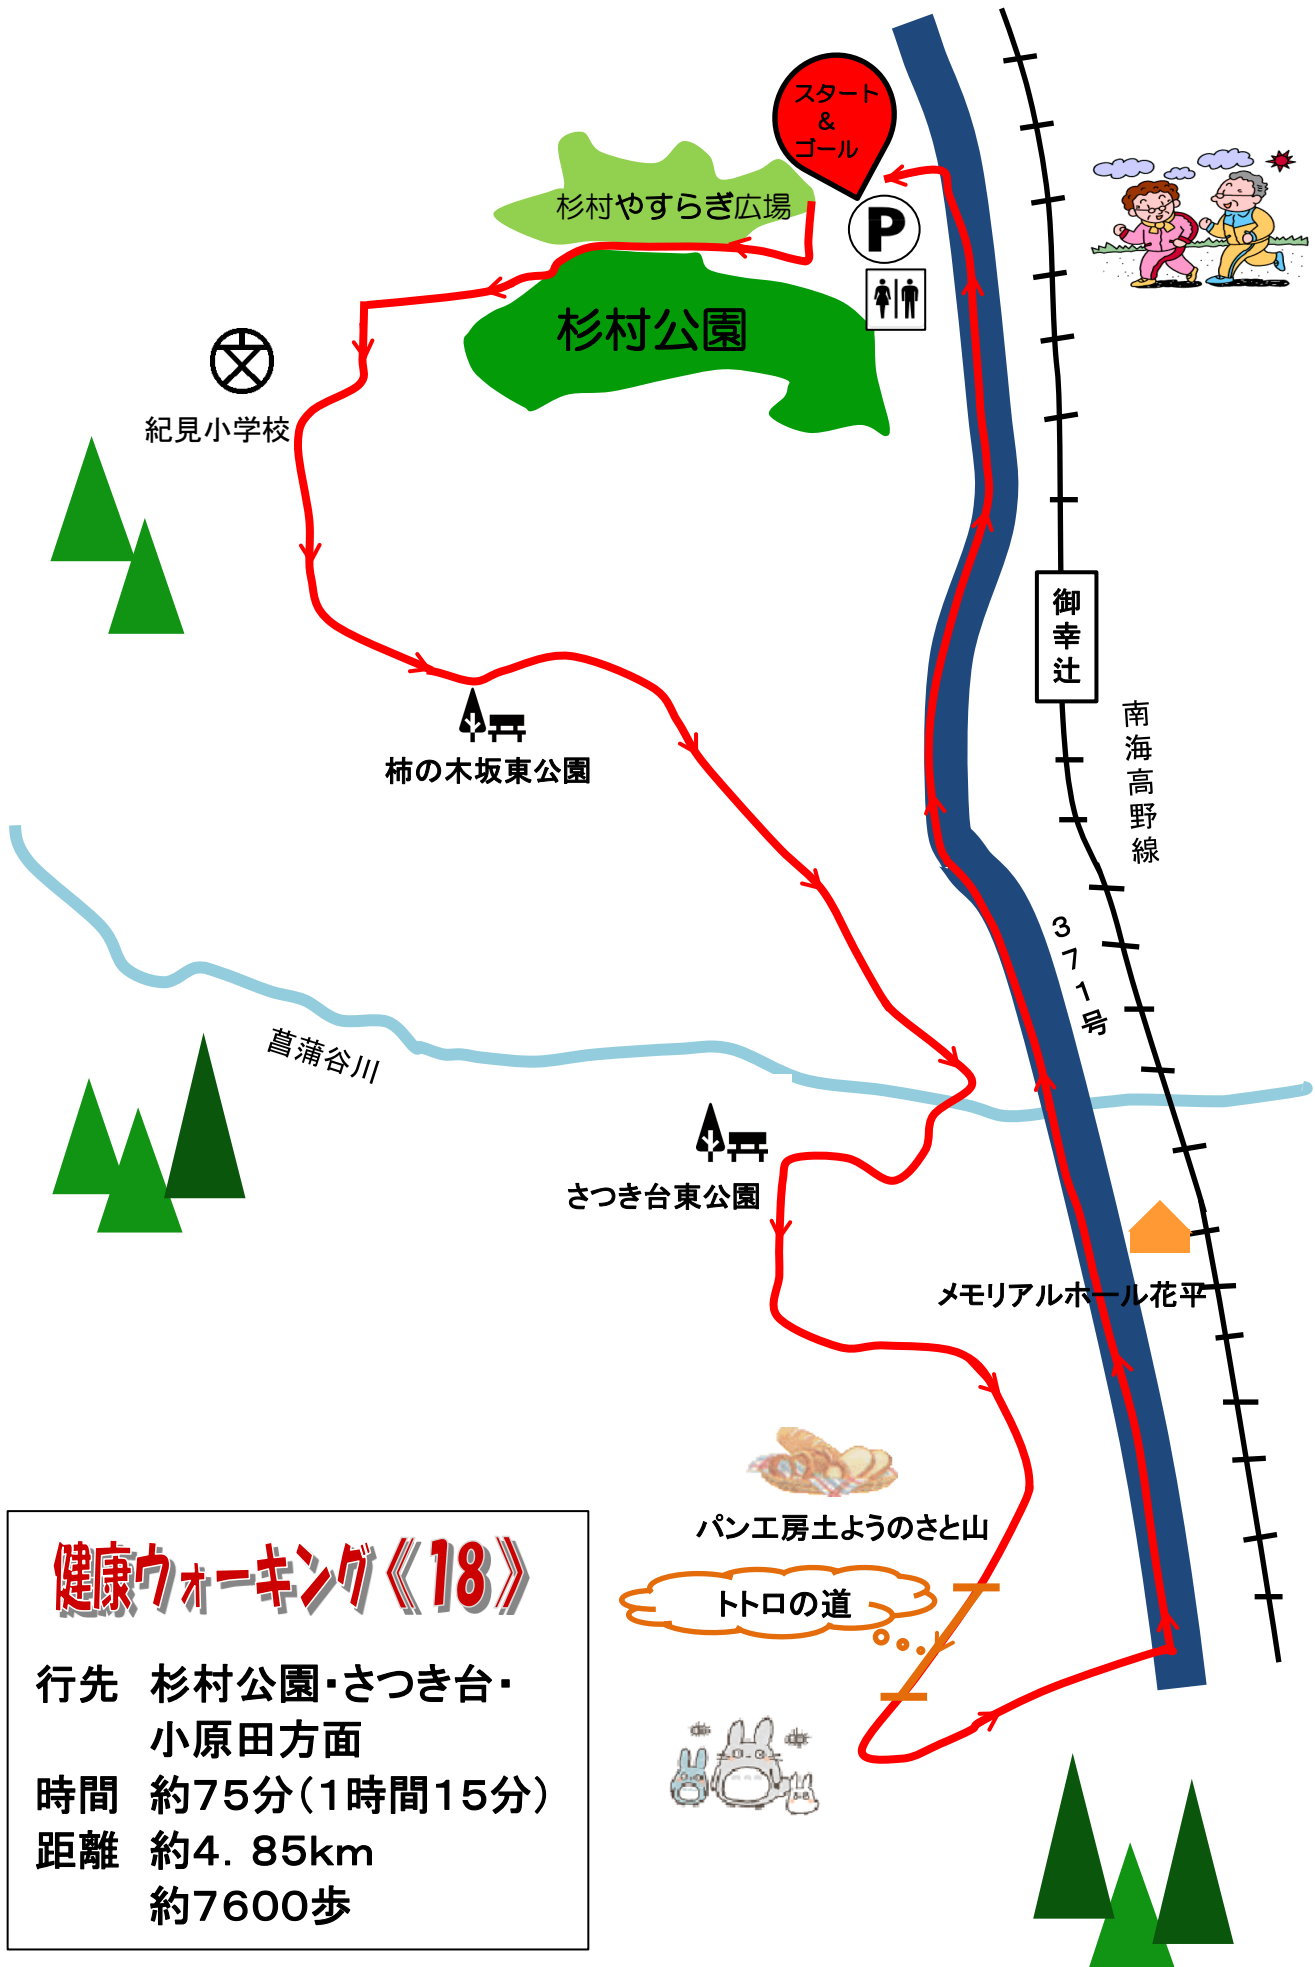 スタート
&
ゴール
杉村やすらぎ広場
P
杉村公園
紀見小学校
御幸辻
南海高野線
柿の木坂東公園
371号
菖蒲谷川
さつき台東公園
メモリアルホール花平
パン工房土ようのさと山
トトロの道
健康ウォーキング《18》
行先 杉村公園・さつき台・
小原田方面
時間 約75分(1時間15分)
距離 約4.85km
約7600歩